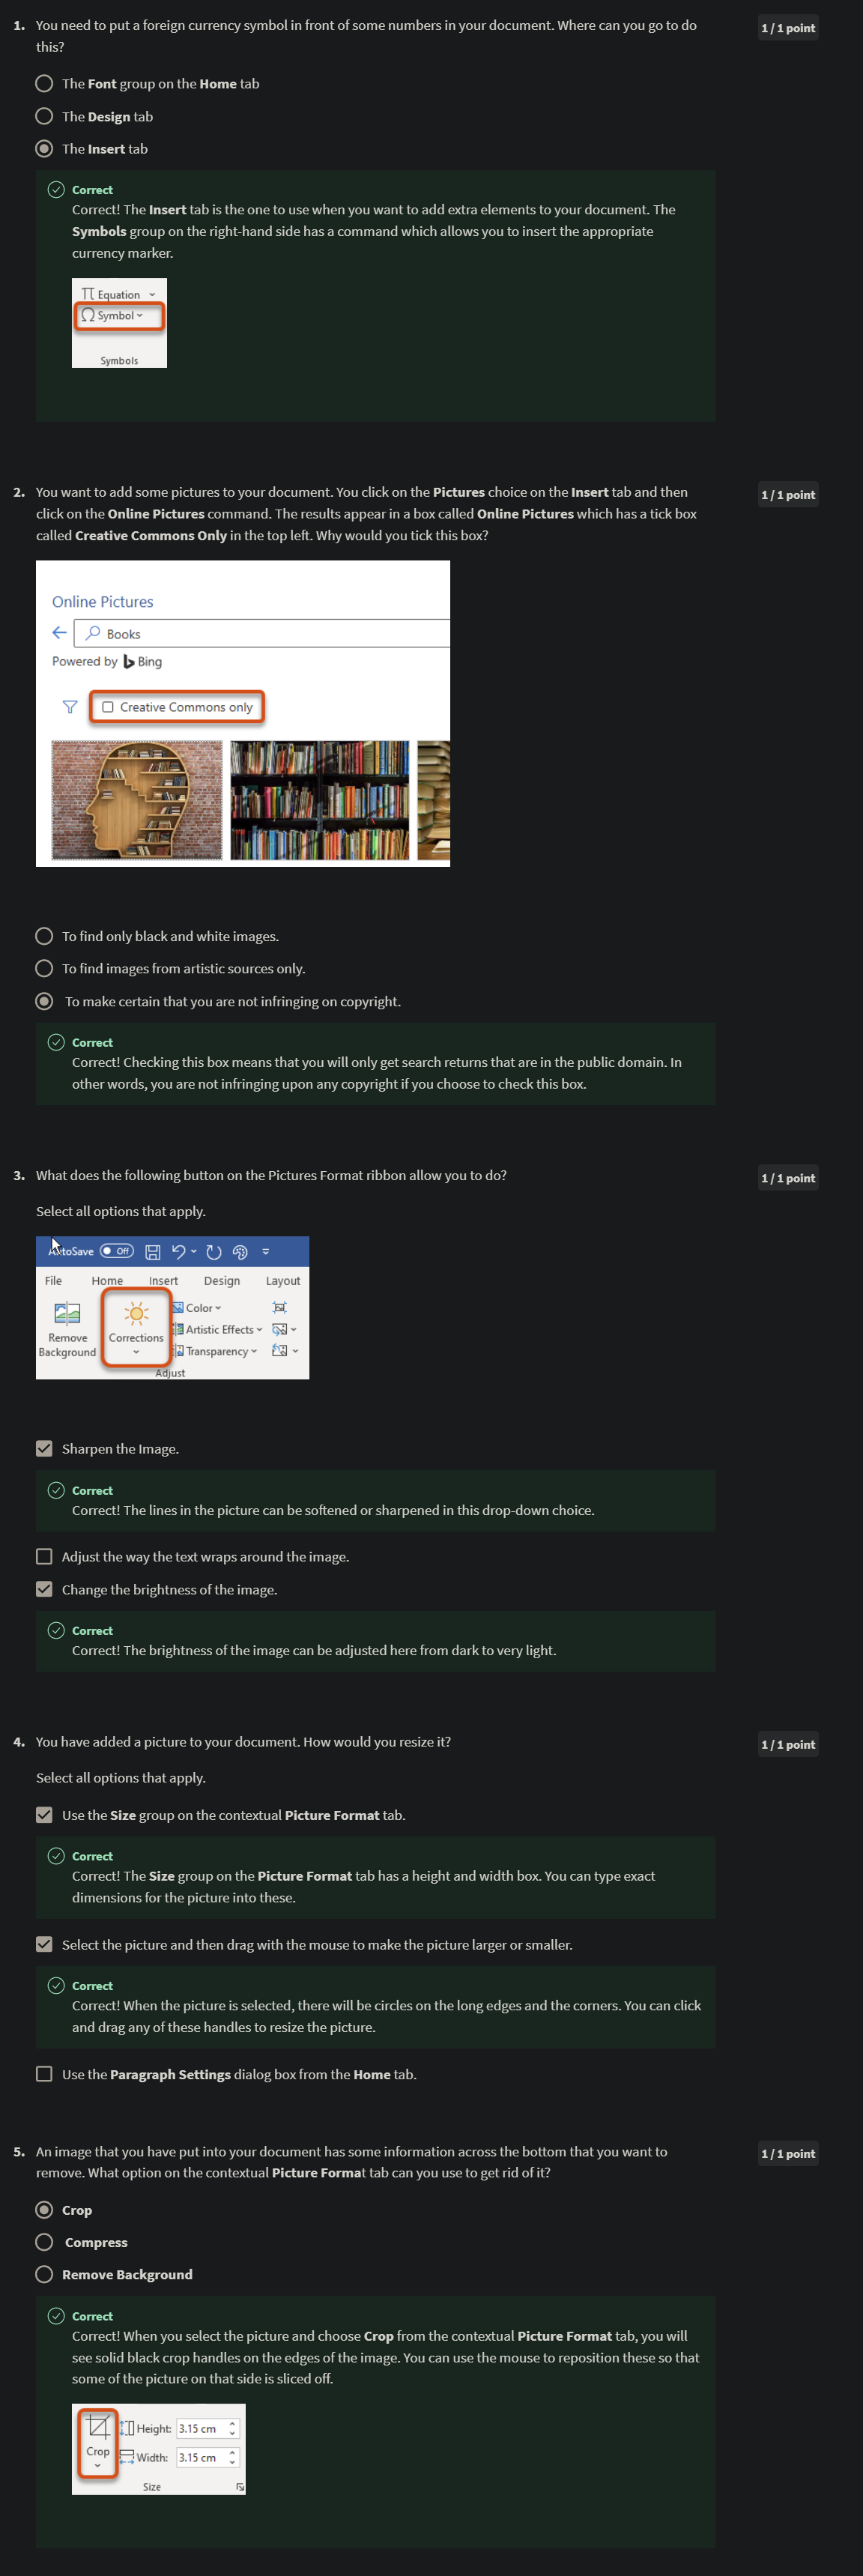 1. You need to put a foreign currency symbol in front of some numbers in your document. Where can you go to do
this?
1 / 1 point
The Font group on the Home tab
The Design tab
The Insert tab
Correct
Correct! The Insert tab is the one to use when you want to add extra elements to your document. The
Symbols group on the right-hand side has a command which allows you to insert the appropriate
currency marker.
Equation
Symbol
Symbols
2. You want to add some pictures to your document. You click on the Pictures choice on the Insert tab and then
click on the Online Pictures command. The results appear in a box called Online Pictures which has a tick box
called Creative Commons Only in the top left. Why would you tick this box?
1 / 1 point
Online Pictures
Books
Powered by Bing
Creative Commons only
To find only black and white images.
To find images from artistic sources only.
To make certain that you are not infringing on copyright.
Correct
Correct! Checking this box means that you will only get search returns that are in the public domain. In
other words, you are not infringing upon any copyright if you choose to check this box.
3. What does the following button on the Pictures Format ribbon allow you to do?
1 / 1 point
Select all options that apply.
AutoSave Off
File Home Insert Design Layout
Remove
Background
Corrections
Color
Artistic Effects
Transparency
Adjust
Sharpen the Image.
Correct
Correct! The lines in the picture can be softened or sharpened in this drop-down choice.
Adjust the way the text wraps around the image.
Change the brightness of the image.
Correct
Correct! The brightness of the image can be adjusted here from dark to very light.
4. You have added a picture to your document. How would you resize it?
1 / 1 point
Select all options that apply.
Use the Size group on the contextual Picture Format tab.
Correct
Correct! The Size group on the Picture Format tab has a height and width box. You can type exact
dimensions for the picture into these.
Select the picture and then drag with the mouse to make the picture larger or smaller.
Correct
Correct! When the picture is selected, there will be circles on the long edges and the corners. You can click
and drag any of these handles to resize the picture.
Use the Paragraph Settings dialog box from the Home tab.
5. An image that you have put into your document has some information across the bottom that you want to
remove. What option on the contextual Picture Format tab can you use to get rid of it?
1 / 1 point
Crop
Compress
Remove Background
Correct
Correct! When you select the picture and choose Crop from the contextual Picture Format tab, you will
see solid black crop handles on the edges of the image. You can use the mouse to reposition these so that
some of the picture on that side is sliced off.
Crop
Height: 3.15 cm
Width: 3.15 cm
Size